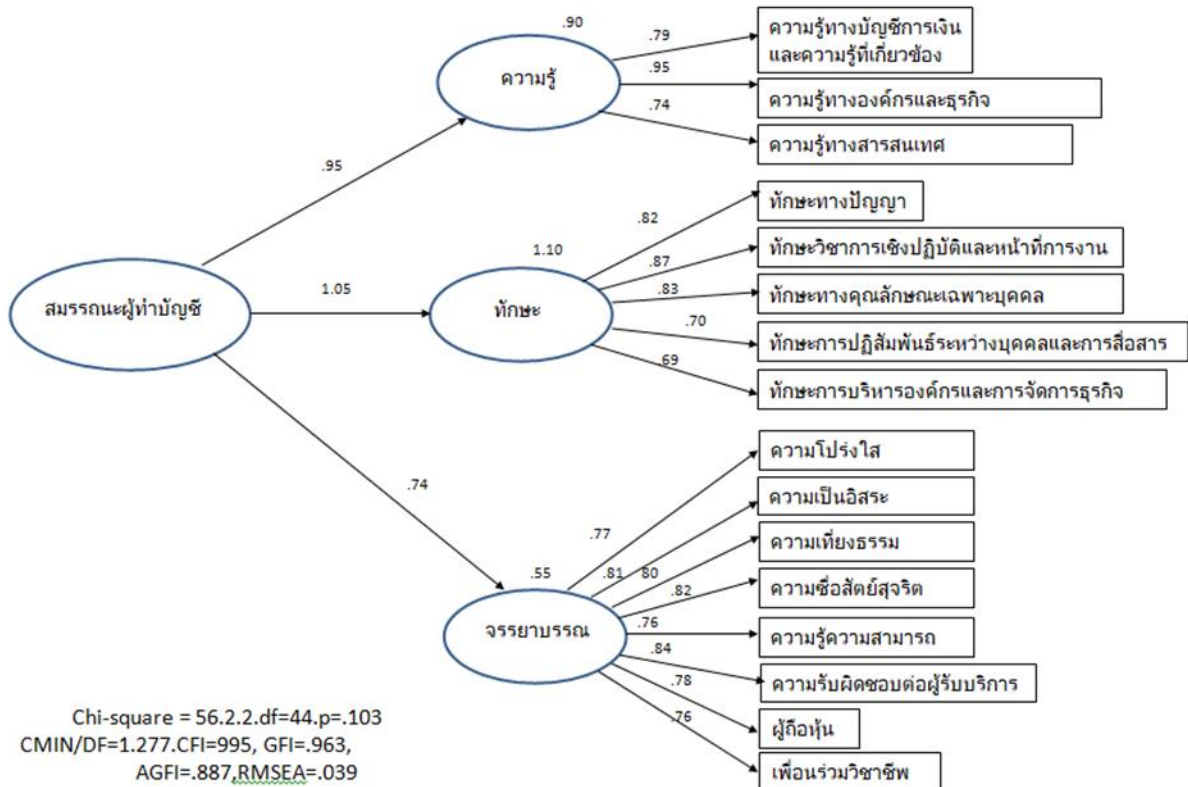 .90
.79
ความรู้ทางบัญชีการเงิน
และความรู้ที่เกี่ยวข้อง
ความรู้
.95
ความรู้ทางองค์กรและธุรกิจ
.74
ความรู้ทางสารสนเทศ
.95
.82
ทักษะทางปัญญา
1.10
.87
ทักษะวิชาการเชิงปฏิบัติและหน้าที่การงาน
สมรรถนะผู้ทำบัญชี
1.05
ทักษะ
.83
ทักษะทางคุณลักษณะเฉพาะบุคคล
.70
ทักษะการปฏิสัมพันธ์ระหว่างบุคคลและการสื่อสาร
.69
ทักษะการบริหารองค์กรและการจัดการธุรกิจ
.74
.77
ความโปร่งใส
.81
ความเป็นอิสระ
80
ความเที่ยงธรรม
.55
.82
ความซื่อสัตย์สุจริต
จรรยาบรรณ
.76
ความรู้ความสามารถ
.84
ความรับผิดชอบต่อผู้รับบริการ
.78
ผู้ถือหุ้น
.76
เพื่อนร่วมวิชาชีพ
Chi-square = 56.2.2.df=44.p=.103
CMIN/DF=1.277.CFI=995, GFI=.963,
AGFI=.887,RMSEA=.039